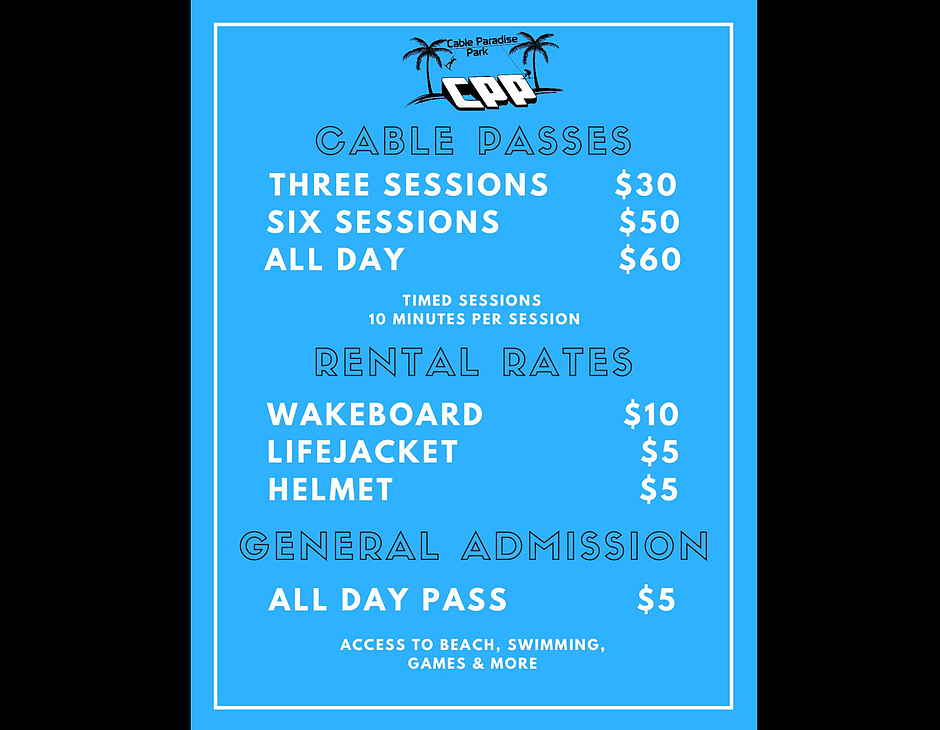 Cable Paradise
Park
CPP
CABLE PASSES
THREE SESSIONS $30
SIX SESSIONS $50
ALL DAY $60
TIMED SESSIONS
10 MINUTES PER SESSION
RENTAL RATES
WAKEBOARD $10
LIFEJACKET $5
HELMET $5
GENERAL ADMISSION
ALL DAY PASS $5
ACCESS TO BEACH, SWIMMING,
GAMES & MORE